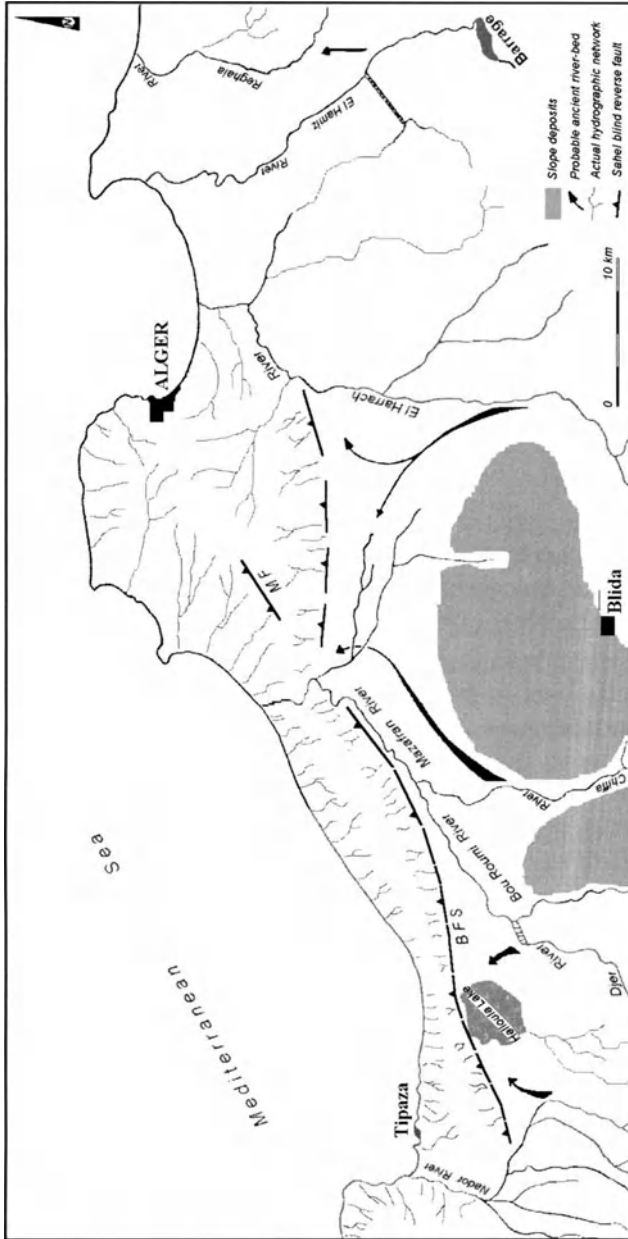 N
Mediterranean
Sea
ALGER
Tipaza
Blida
MF
BFS
Nador River
Halloula Lake
Djer
River
Bou Roumi River
Mazafran River
Chiffa
River
El Harrach
River
River
El Hamiz
River
Reghaia
Barrage
Slope deposits
Probable ancient river-bed
Actual hydrographic network
Sahel blind reverse fault
0
10 km